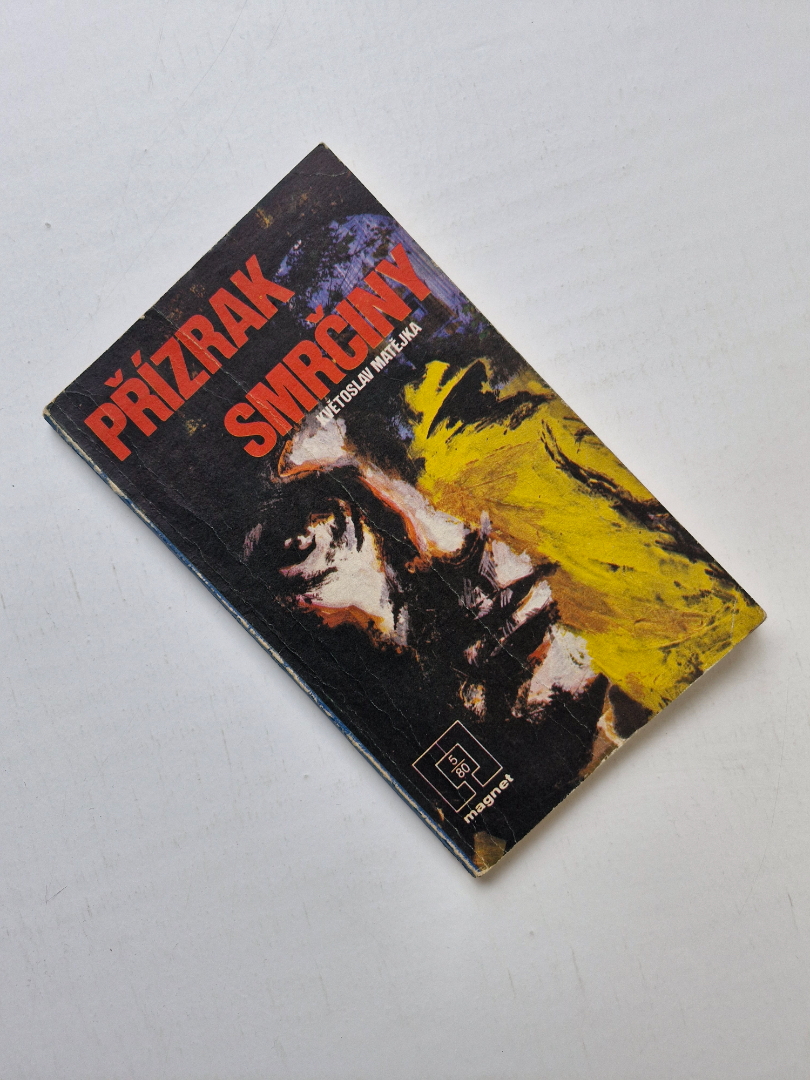 PŘÍZRAK
SMRČINY
KVĚTOSLAV MATĚJKA
5/80
magnet